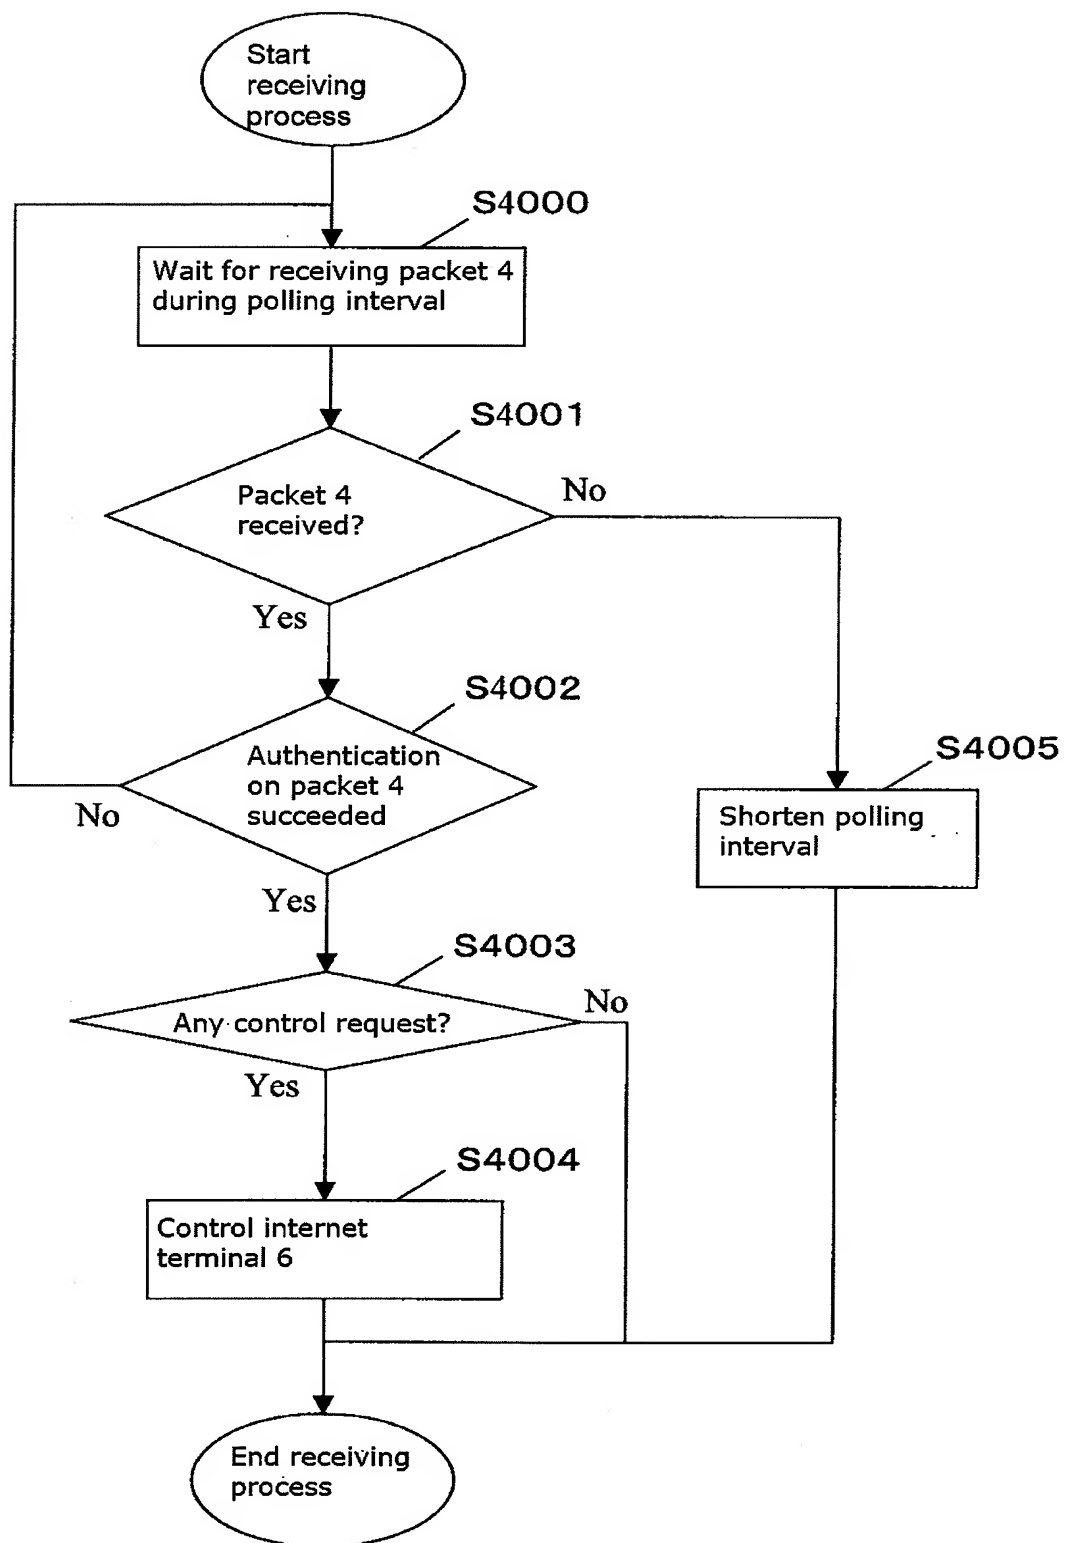 Start
receiving
process
S4000
Wait for receiving packet 4
during polling interval
S4001
Packet 4
received?
No
Yes
S4002
Authentication
on packet 4
succeeded
No
Yes
S4005
Shorten polling
interval
S4003
Any control request?
No
Yes
S4004
Control internet
terminal 6
End receiving
process